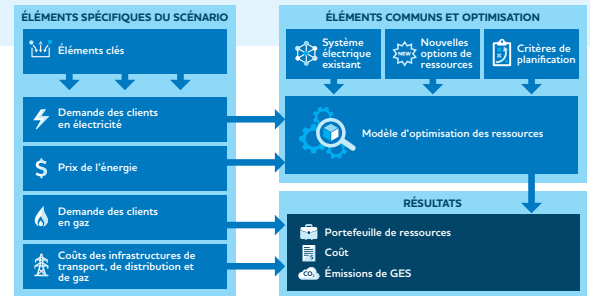 ÉLÉMENTS SPÉCIFIQUES DU SCÉNARIO
Éléments clés
Demande des clients
en électricité
$
Prix de l'énergie
Demande des clients
en gaz
Coûts des infrastructures de
transport, de distribution et
de gaz
ÉLÉMENTS COMMUNS ET OPTIMISATION
Système
électrique
existant
NEW
Nouvelles
options de
ressources
Critères de
planification
Modèle d'optimisation des ressources
RÉSULTATS
Portefeuille de ressources
Coût
CO₂
Émissions de GES